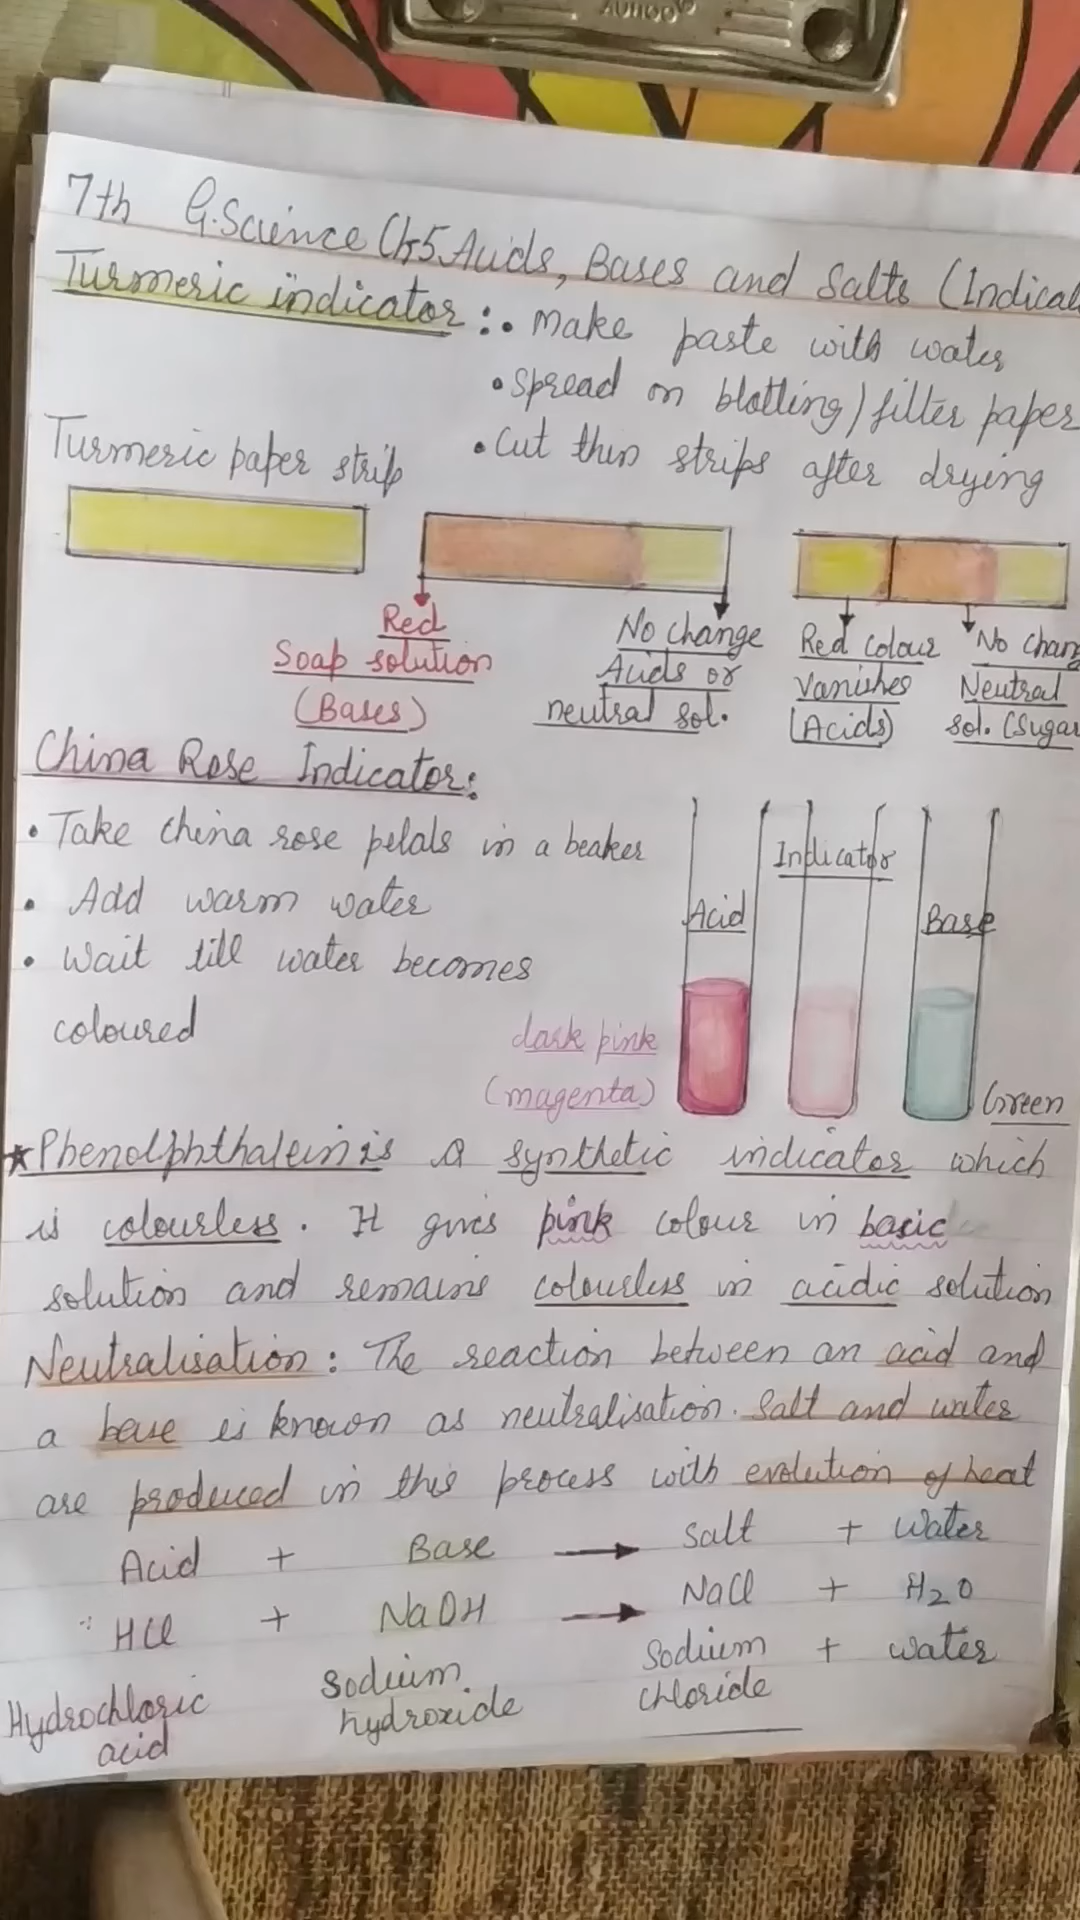 7th G.Science Ch5.Acids, Bases and Salts (Indicat
Turmeric indicator :• make paste with water
• spread on blotting/filter paper
• cut thin strips after drying
Turmeric paper strip
Red
Soap solution
(Bases)
No change
Acids or
neutral sol.
Red colour
vanishes
(Acids)
No chang
Neutral
sol. (Sugar
China Rose Indicator:
• Take china rose petals in a beaker
• Add warm water
• Wait till water becomes
coloured
Acid
Indicator
Base
dark pink
(magenta)
Green
★Phenolphthalein is a synthetic indicator which
is colourless. It gives pink colour in basic
solution and remains colourless in acidic solution
Neutralisation: The reaction between an acid and
a base is known as neutralisation. Salt and water
are produced in this process with evolution of heat
Acid + Base → Salt + Water
HCl + NaOH → NaCl + H2O
Hydrochloric acid
Sodium hydroxide
Sodium chloride
+ water